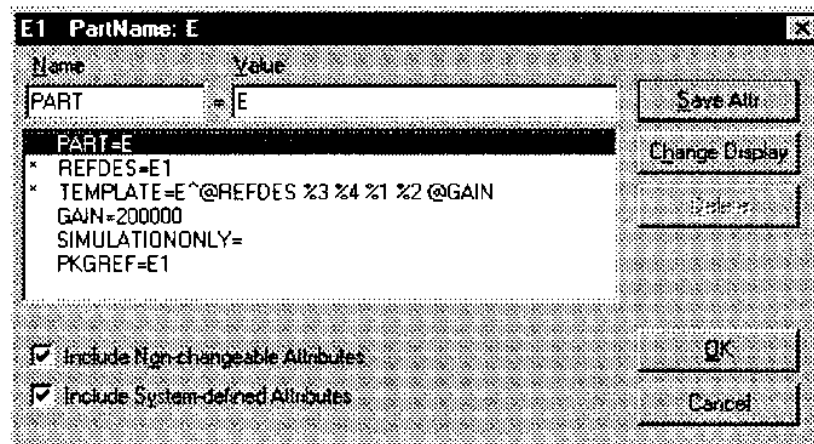 E1 PartName: E
Name Value
PART = E
Save Attr
PART=E
Change Display
* REFDES=E1
* TEMPLATE=E^@REFDES %3 %4 %1 %2 @GAIN
Delete
GAIN=200000
SIMULATIONONLY=
PKGREF=E1
Include Non-changeable Attributes
OK
Include System-defined Attributes
Cancel